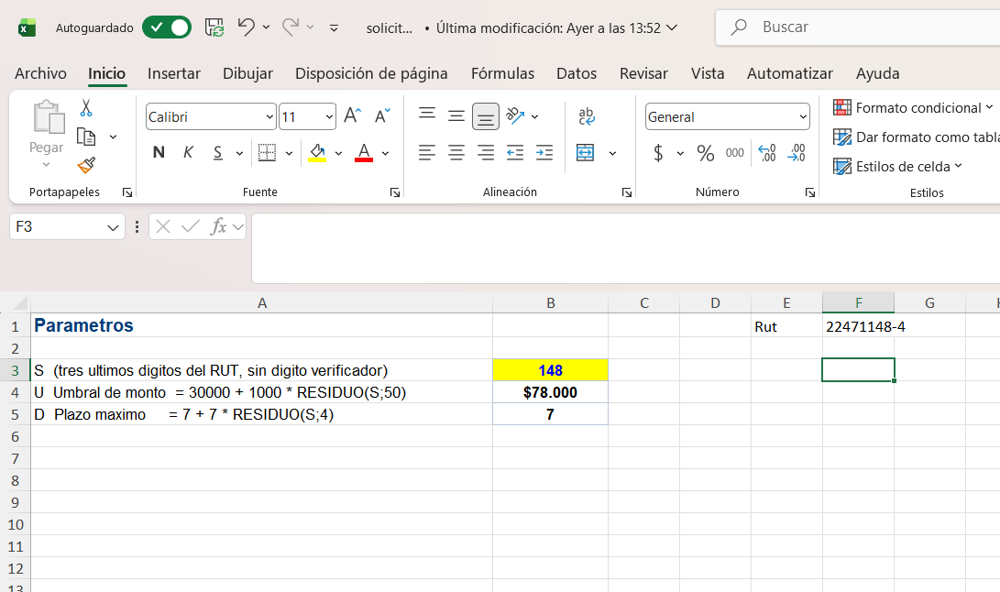 Autoguardado solicit... • Última modificación: Ayer a las 13:52 Buscar
Archivo Inicio Insertar Dibujar Disposición de página Fórmulas Datos Revisar Vista Automatizar Ayuda
Pegar
Calibri 11 A A
N K S A
ab
General
$ % 000 ,00 ,00
Formato condicional
Dar formato como tabla
Estilos de celda
Portapapeles Fuente Alineación Número Estilos
F3 fx
A B C D E F G
1 Parametros Rut 22471148-4
2
3 S (tres ultimos digitos del RUT, sin digito verificador) 148
4 U Umbral de monto = 30000 + 1000 * RESIDUO(S;50) $78.000
5 D Plazo maximo = 7 + 7 * RESIDUO(S;4) 7
6
7
8
9
10
11
12
13